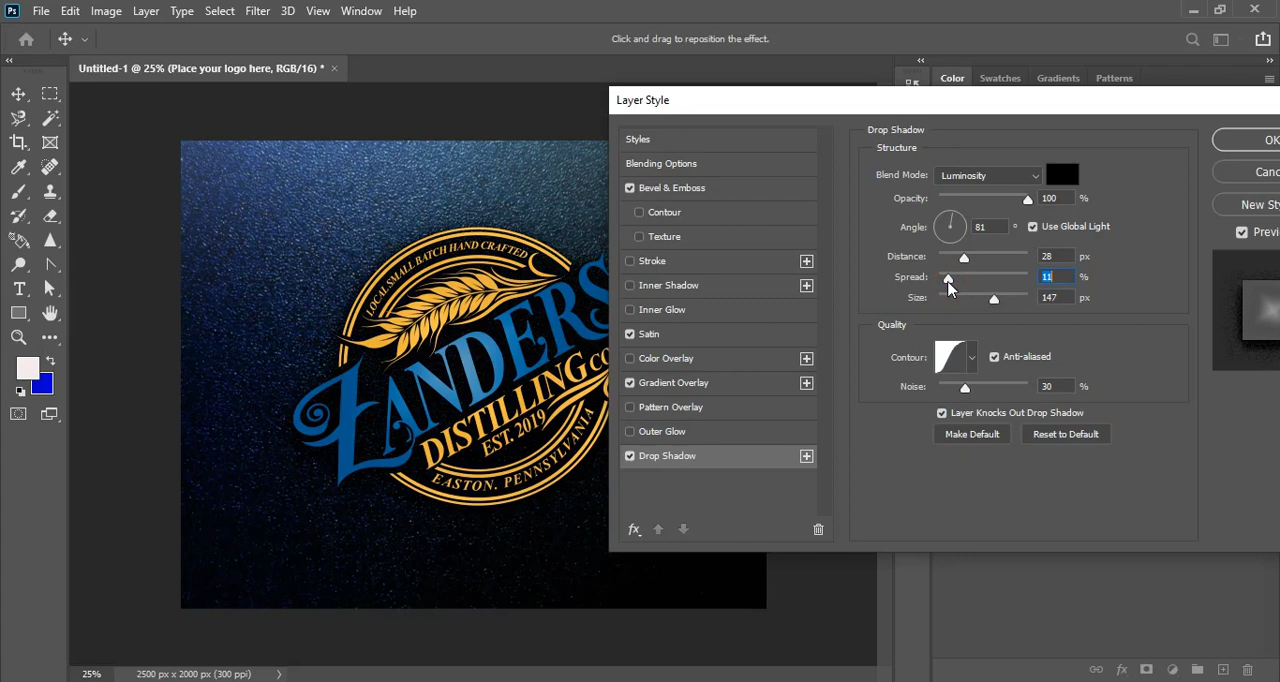 Ps File Edit Image Layer Type Select Filter 3D View Window Help
Click and drag to reposition the effect.
Untitled-1 @ 25% (Place your logo here, RGB/16) * ×
Color Swatches Gradients Patterns
Layer Style
Styles
Blending Options
Bevel & Emboss
Contour
Texture
Stroke
Inner Shadow
Inner Glow
Satin
Color Overlay
Gradient Overlay
Pattern Overlay
Outer Glow
Drop Shadow
fx
Drop Shadow
Structure
Blend Mode: Luminosity
Opacity: 100 %
Angle: 81 ° Use Global Light
Distance: 28 px
Spread: 11 %
Size: 147 px
Quality
Contour: Anti-aliased
Noise: 30 %
Layer Knocks Out Drop Shadow
Make Default Reset to Default
OK
Canc
New Sty
Previ
LOCAL SMALL BATCH HAND CRAFTED
ZANDERS
DISTILLING CO
EST. 2019
EASTON, PENNSYLVANIA
T
25% 2500 px x 2000 px (300 ppi)
fx